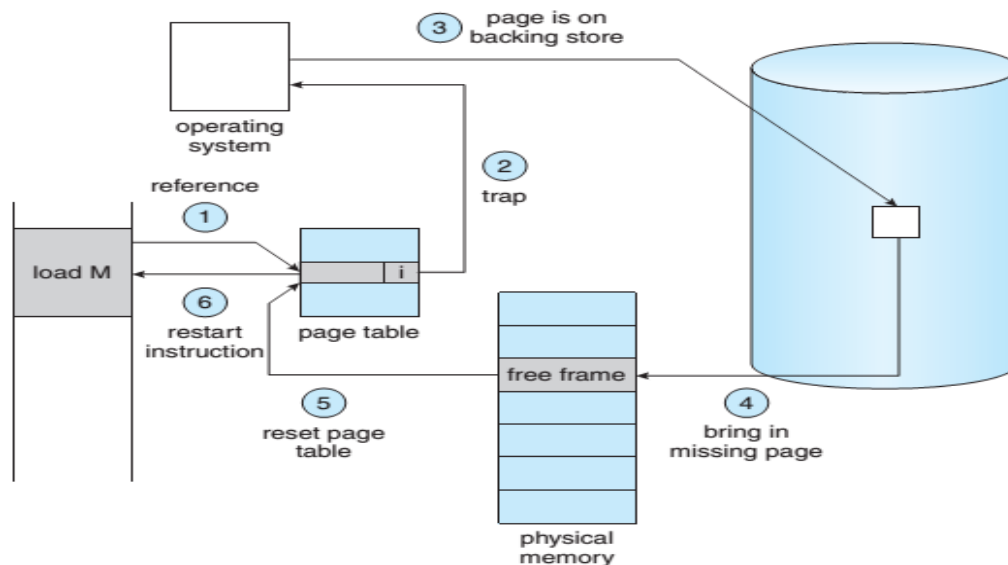 3
page is on
backing store
operating
system
2
trap
reference
1
load M
i
6
restart
instruction
page table
free frame
5
reset page
table
4
bring in
missing page
physical
memory